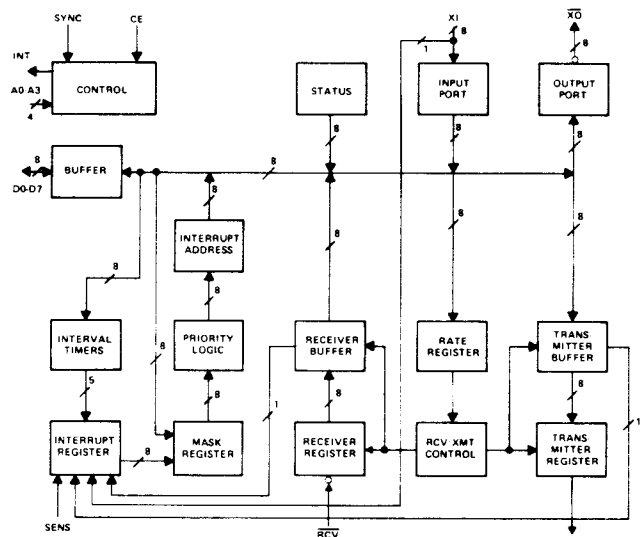 SYNC
CE
XI
XO
8
8
1
INT
CONTROL
A0-A3
4
STATUS
INPUT
PORT
OUTPUT
PORT
8
8
8
8
BUFFER
D0-D7
8
8
8
8
INTERRUPT
ADDRESS
8
8
8
8
INTERVAL
TIMERS
PRIORITY
LOGIC
RECEIVER
BUFFER
RATE
REGISTER
TRANS
MITTER
BUFFER
5
8
1
8
8
8
1
INTERRUPT
REGISTER
8
MASK
REGISTER
RECEIVER
REGISTER
RCV-XMT
CONTROL
TRANS
MITTER
REGISTER
SENS
RCV